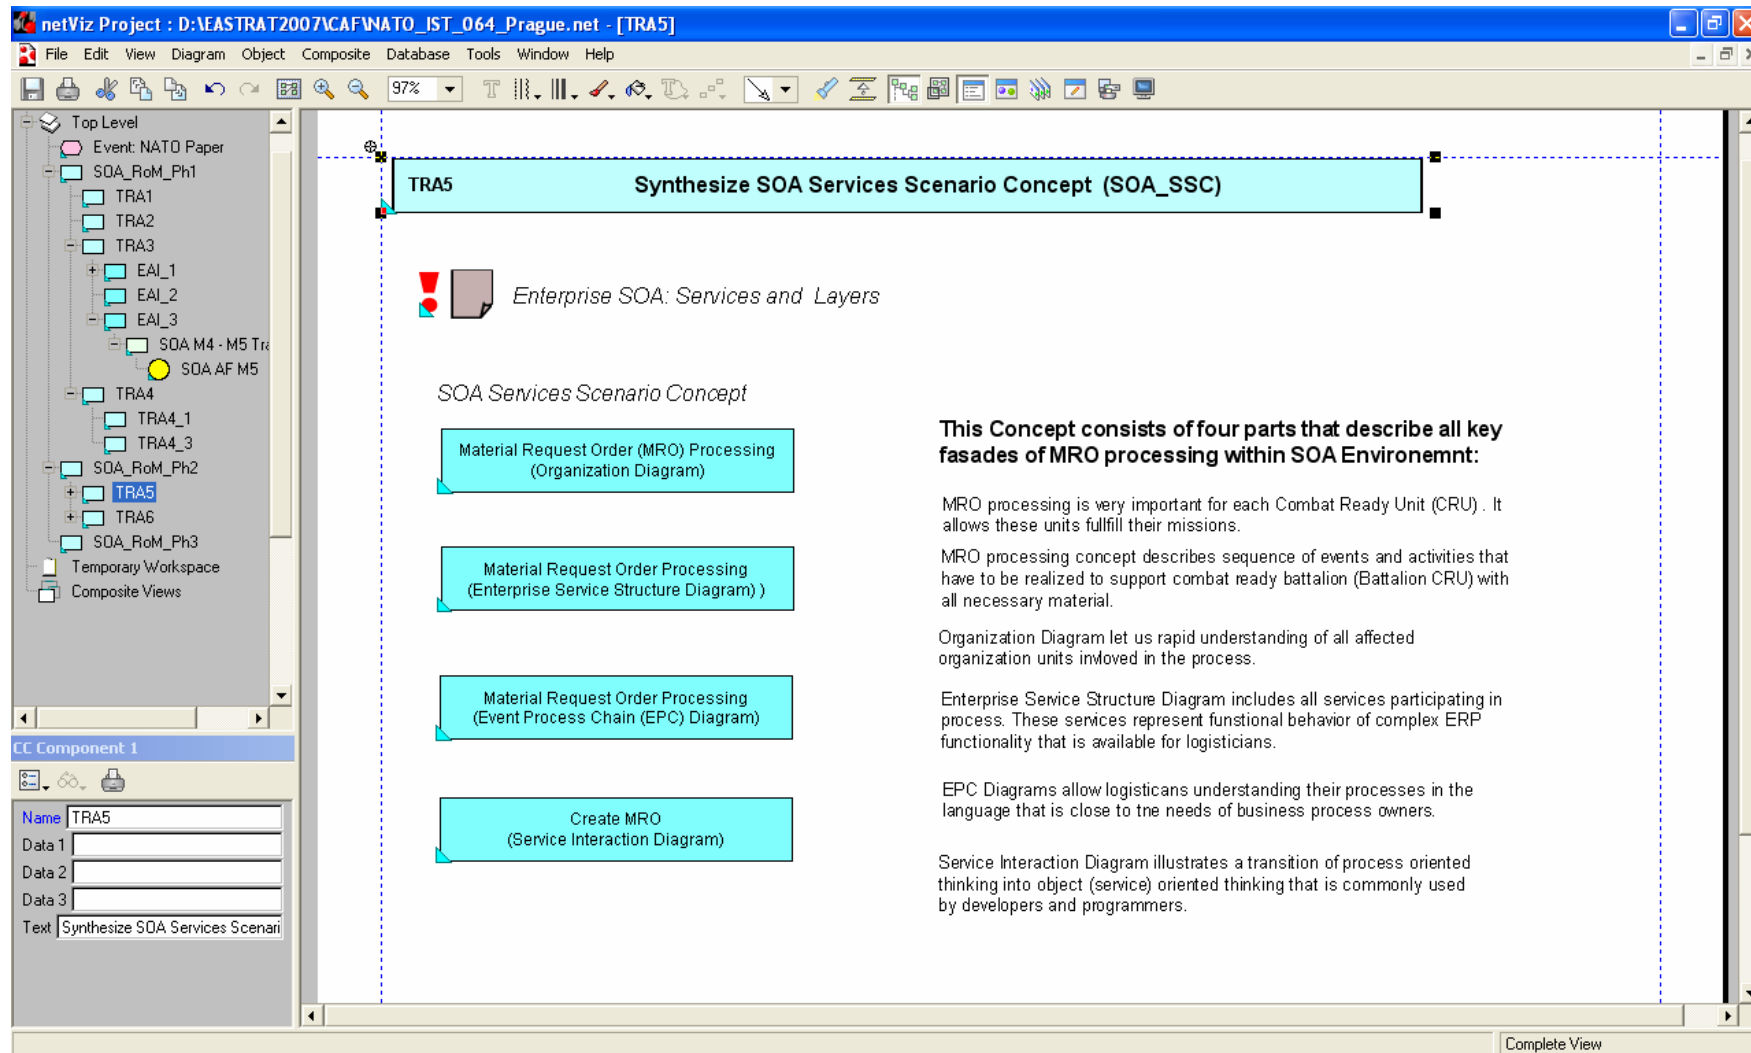 netViz Project : D:\EASTRAT2007\CAF\NATO_IST_064_Prague.net - [TRA5]
File Edit View Diagram Object Composite Database Tools Window Help
97%
Top Level
Event: NATO Paper
SOA_RoM_Ph1
TRA1
TRA2
TRA3
EAI_1
EAI_2
EAI_3
SOA M4 - M5 Tra
SOA AF M5
TRA4
TRA4_1
TRA4_3
SOA_RoM_Ph2
TRA5
TRA6
SOA_RoM_Ph3
Temporary Workspace
Composite Views
CC Component 1
Name TRA5
Data 1
Data 2
Data 3
Text Synthesize SOA Services Scenari
TRA5 Synthesize SOA Services Scenario Concept (SOA_SSC)
Enterprise SOA: Services and Layers
SOA Services Scenario Concept
Material Request Order (MRO) Processing
(Organization Diagram)
Material Request Order Processing
(Enterprise Service Structure Diagram) )
Material Request Order Processing
(Event Process Chain (EPC) Diagram)
Create MRO
(Service Interaction Diagram)
This Concept consists of four parts that describe all key
fasades of MRO processing within SOA Environemnt:
MRO processing is very important for each Combat Ready Unit (CRU) . It
allows these units fullfill their missions.
MRO processing concept describes sequence of events and activities that
have to be realized to support combat ready battalion (Battalion CRU) with
all necessary material.
Organization Diagram let us rapid understanding of all affected
organization units invloved in the process.
Enterprise Service Structure Diagram includes all services participating in
process. These services represent funstional behavior of complex ERP
functionality that is available for logisticians.
EPC Diagrams allow logisticans understanding their processes in the
language that is close to tne needs of business process owners.
Service Interaction Diagram illustrates a transition of process oriented
thinking into object (service) oriented thinking that is commonly used
by developers and programmers.
Complete View